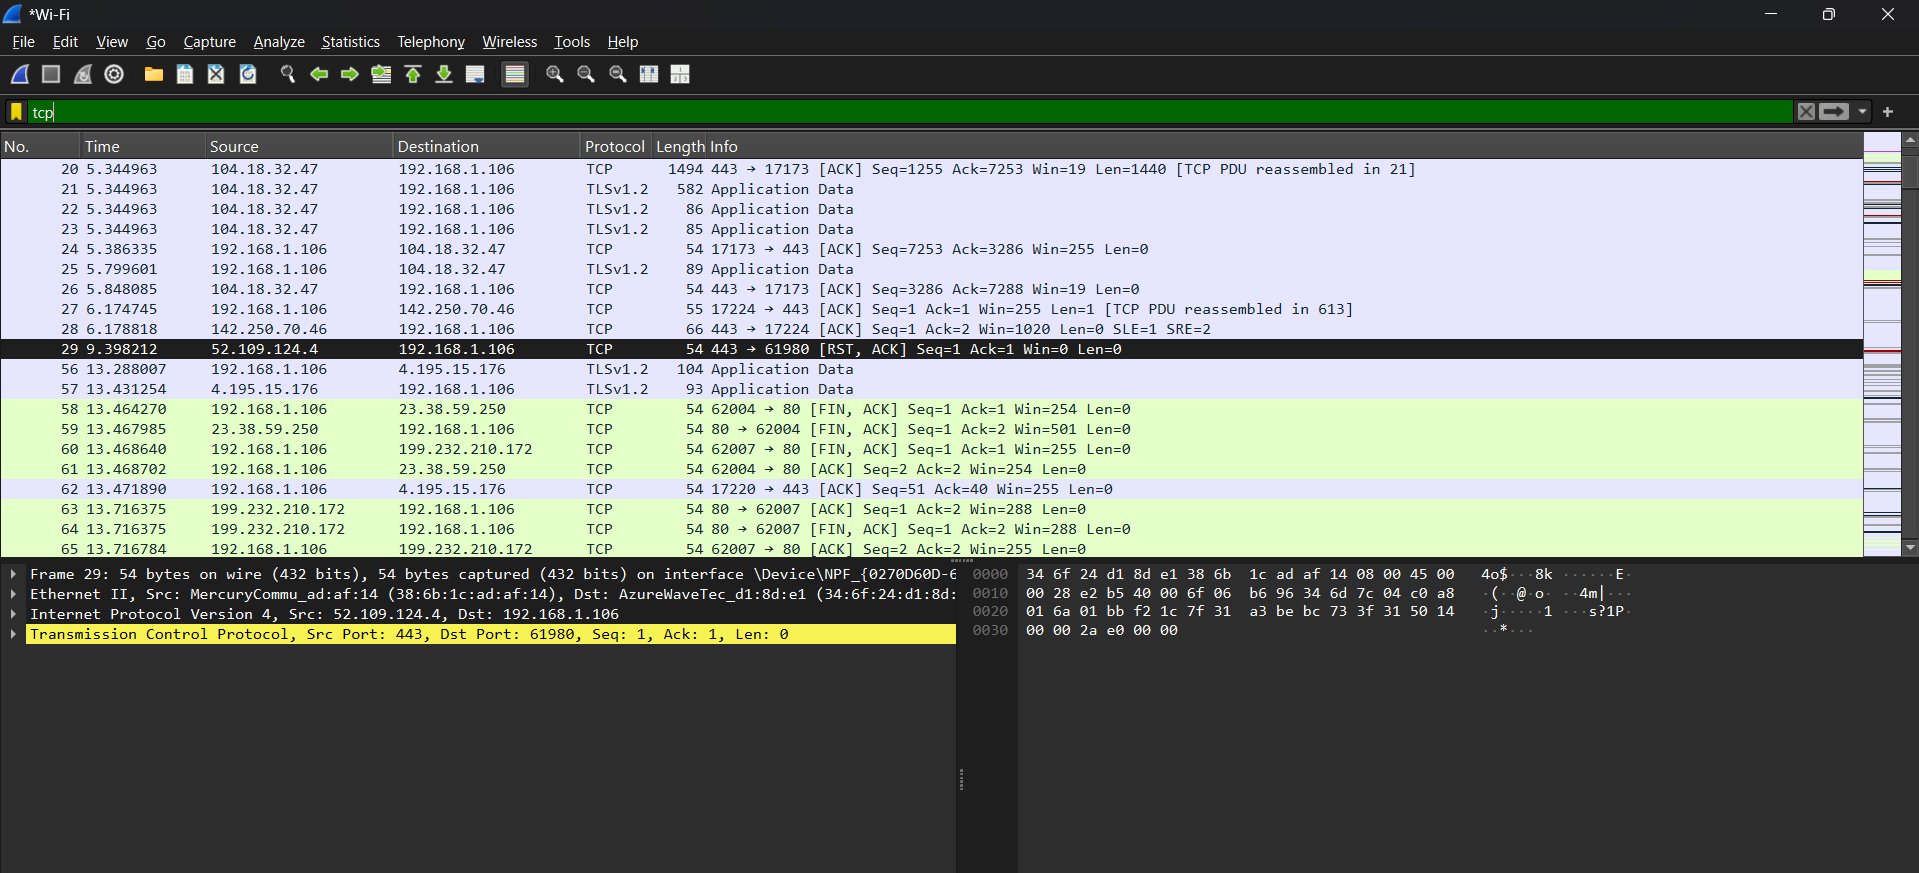 *Wi-Fi
File Edit View Go Capture Analyze Statistics Telephony Wireless Tools Help
tcp
No. Time Source Destination Protocol Length Info
20 5.344963 104.18.32.47 192.168.1.106 TCP 1494 443 → 17173 [ACK] Seq=1255 Ack=7253 Win=19 Len=1440 [TCP PDU reassembled in 21]
21 5.344963 104.18.32.47 192.168.1.106 TLSv1.2 582 Application Data
22 5.344963 104.18.32.47 192.168.1.106 TLSv1.2 86 Application Data
23 5.344963 104.18.32.47 192.168.1.106 TLSv1.2 85 Application Data
24 5.386335 192.168.1.106 104.18.32.47 TCP 54 17173 → 443 [ACK] Seq=7253 Ack=3286 Win=255 Len=0
25 5.799601 192.168.1.106 104.18.32.47 TLSv1.2 89 Application Data
26 5.848085 104.18.32.47 192.168.1.106 TCP 54 443 → 17173 [ACK] Seq=3286 Ack=7288 Win=19 Len=0
27 6.174745 192.168.1.106 142.250.70.46 TCP 55 17224 → 443 [ACK] Seq=1 Ack=1 Win=255 Len=1 [TCP PDU reassembled in 613]
28 6.178818 142.250.70.46 192.168.1.106 TCP 66 443 → 17224 [ACK] Seq=1 Ack=2 Win=1020 Len=0 SLE=1 SRE=2
29 9.398212 52.109.124.4 192.168.1.106 TCP 54 443 → 61980 [RST, ACK] Seq=1 Ack=1 Win=0 Len=0
56 13.288007 192.168.1.106 4.195.15.176 TLSv1.2 104 Application Data
57 13.431254 4.195.15.176 192.168.1.106 TLSv1.2 93 Application Data
58 13.464270 192.168.1.106 23.38.59.250 TCP 54 62004 → 80 [FIN, ACK] Seq=1 Ack=1 Win=254 Len=0
59 13.467985 23.38.59.250 192.168.1.106 TCP 54 80 → 62004 [FIN, ACK] Seq=1 Ack=2 Win=501 Len=0
60 13.468640 192.168.1.106 199.232.210.172 TCP 54 62007 → 80 [FIN, ACK] Seq=1 Ack=1 Win=255 Len=0
61 13.468702 192.168.1.106 23.38.59.250 TCP 54 62004 → 80 [ACK] Seq=2 Ack=2 Win=254 Len=0
62 13.471890 192.168.1.106 4.195.15.176 TCP 54 17220 → 443 [ACK] Seq=51 Ack=40 Win=255 Len=0
63 13.716375 199.232.210.172 192.168.1.106 TCP 54 80 → 62007 [ACK] Seq=1 Ack=2 Win=288 Len=0
64 13.716375 199.232.210.172 192.168.1.106 TCP 54 80 → 62007 [FIN, ACK] Seq=1 Ack=2 Win=288 Len=0
65 13.716784 192.168.1.106 199.232.210.172 TCP 54 62007 → 80 [ACK] Seq=2 Ack=2 Win=255 Len=0
Frame 29: 54 bytes on wire (432 bits), 54 bytes captured (432 bits) on interface \Device\NPF_{0270D60D-6
Ethernet II, Src: MercuryCommu_ad:af:14 (38:6b:1c:ad:af:14), Dst: AzureWaveTec_d1:8d:e1 (34:6f:24:d1:8d:
Internet Protocol Version 4, Src: 52.109.124.4, Dst: 192.168.1.106
Transmission Control Protocol, Src Port: 443, Dst Port: 61980, Seq: 1, Ack: 1, Len: 0
0000 34 6f 24 d1 8d e1 38 6b 1c ad af 14 08 00 45 00 4o$···8k ······E·
0010 00 28 e2 b5 40 00 6f 06 b6 96 34 6d 7c 04 c0 a8 ·(··@·o· ··4m|···
0020 01 6a 01 bb f2 1c 7f 31 a3 be bc 73 3f 31 50 14 ·j·····1 ···s?1P·
0030 00 00 2a e0 00 00 ··*···